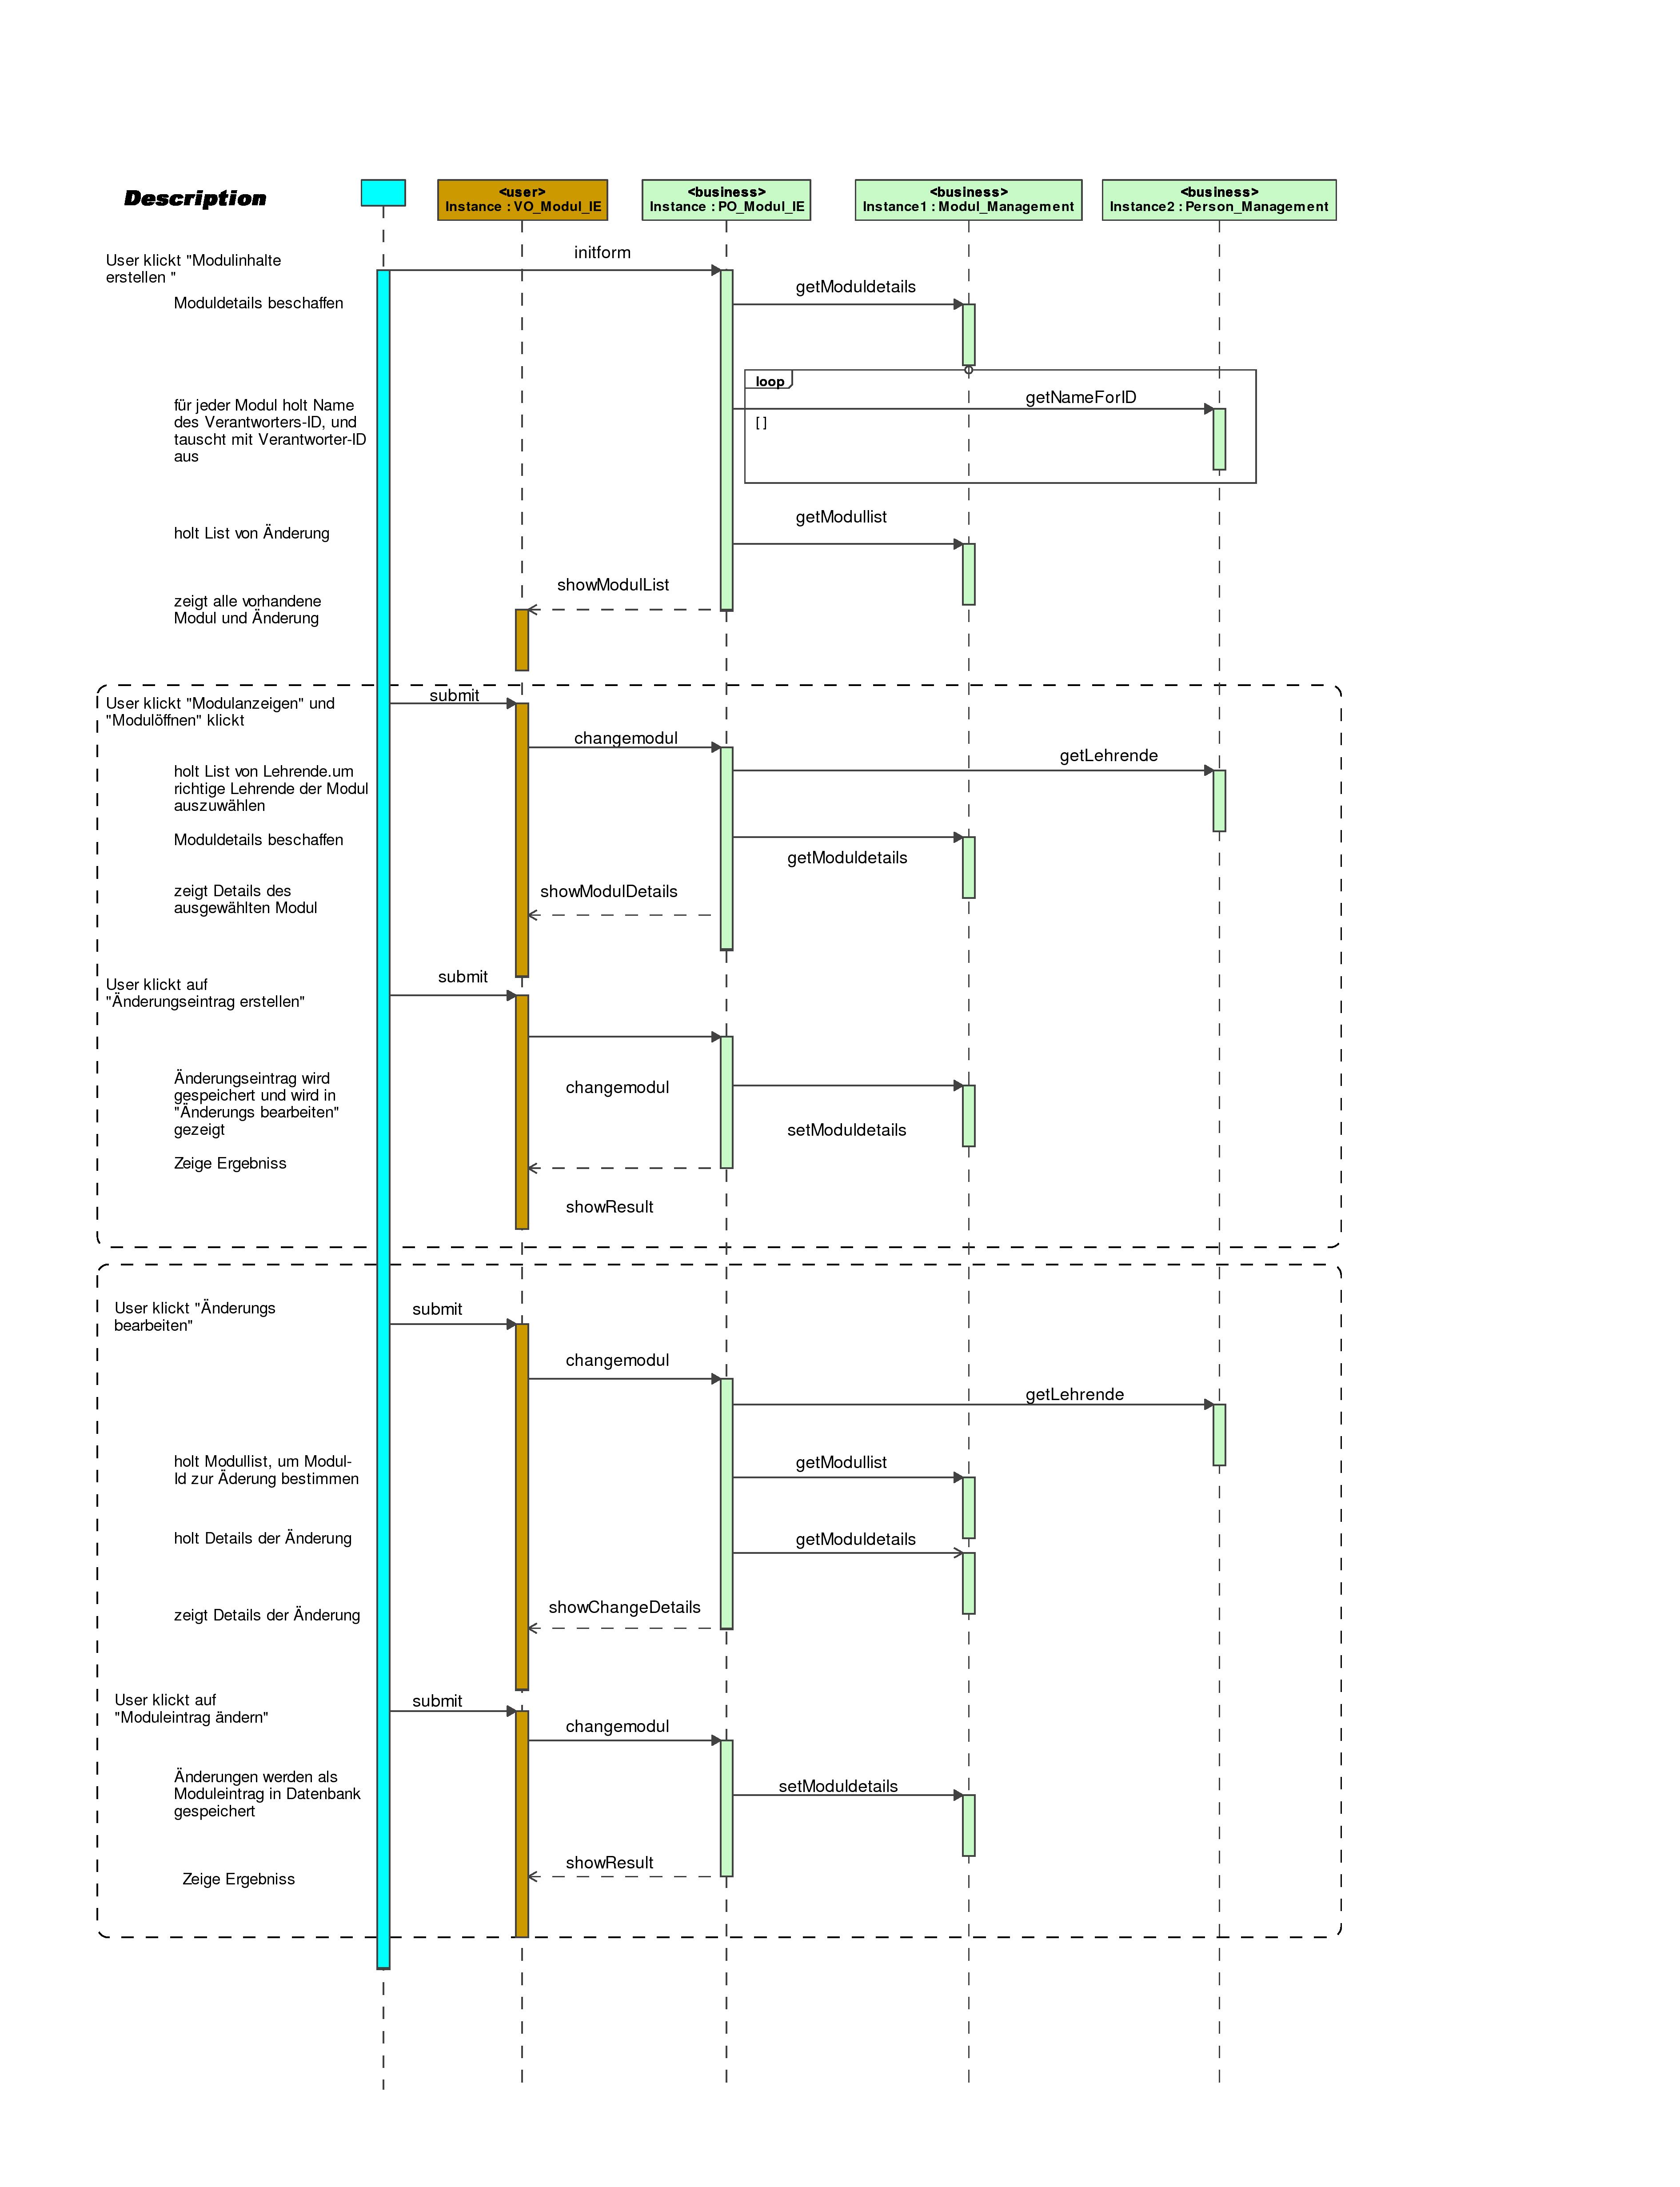 Description
<user>
Instance : VO_Modul_IE
<business>
Instance : PO_Modul_IE
<business>
Instance1 : Modul_Management
<business>
Instance2 : Person_Management
User klickt "Modulinhalte
erstellen "
initform
Moduldetails beschaffen
getModuldetails
loop
[ ]
für jeder Modul holt Name
des Verantworters-ID, und
tauscht mit Verantworter-ID
aus
getNameForID
holt List von Änderung
getModullist
zeigt alle vorhandene
Modul und Änderung
showModulList
User klickt "Modulanzeigen" und
"Modulöffnen" klickt
submit
changemodul
getLehrende
holt List von Lehrende.um
richtige Lehrende der Modul
auszuwählen
Moduldetails beschaffen
getModuldetails
zeigt Details des
ausgewählten Modul
showModulDetails
User klickt auf
"Änderungseintrag erstellen"
submit
Änderungseintrag wird
gespeichert und wird in
"Änderungs bearbeiten"
gezeigt
changemodul
setModuldetails
Zeige Ergebniss
showResult
User klickt "Änderungs
bearbeiten"
submit
changemodul
getLehrende
holt Modullist, um Modul-
Id zur Äderung bestimmen
getModullist
holt Details der Änderung
getModuldetails
zeigt Details der Änderung
showChangeDetails
User klickt auf
"Moduleintrag ändern"
submit
changemodul
Änderungen werden als
Moduleintrag in Datenbank
gespeichert
setModuldetails
showResult
Zeige Ergebniss